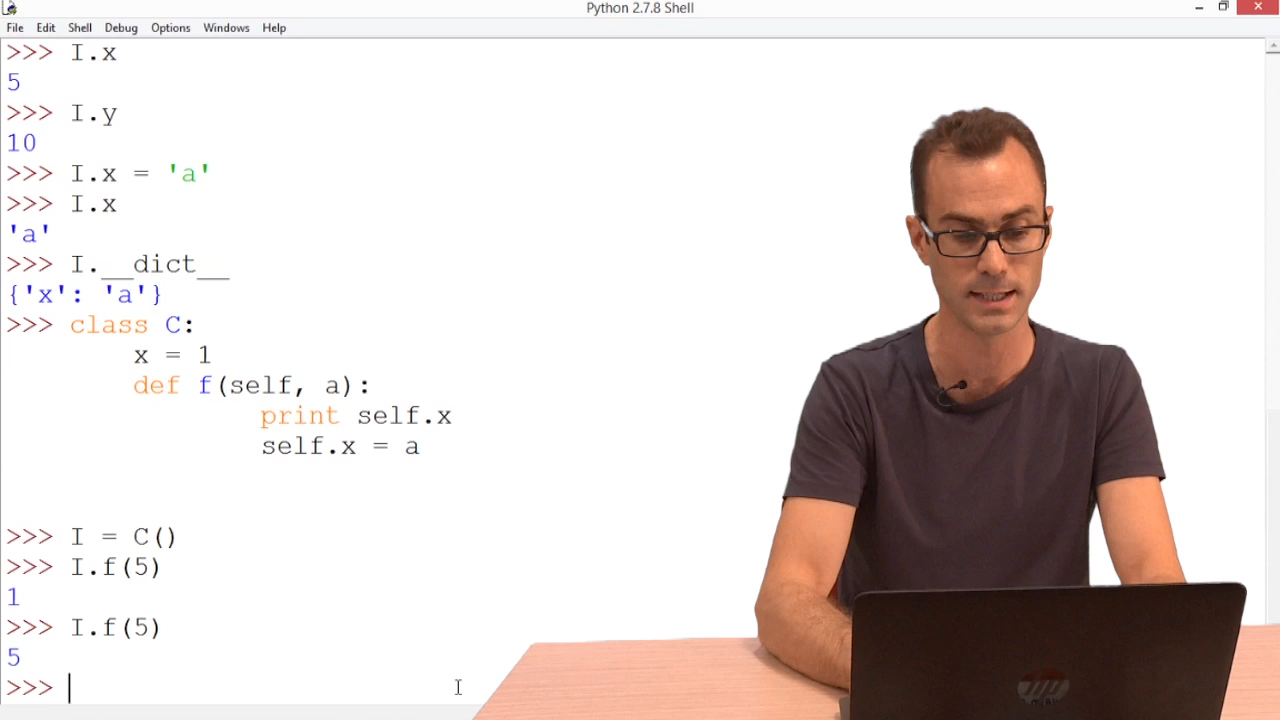 Python 2.7.8 Shell
File Edit Shell Debug Options Windows Help
>>> I.x
5
>>> I.y
10
>>> I.x = 'a'
>>> I.x
'a'
>>> I.__dict__
{'x': 'a'}
>>> class C:
        x = 1
        def f(self, a):
                print self.x
                self.x = a
>>> I = C()
>>> I.f(5)
1
>>> I.f(5)
5
>>>